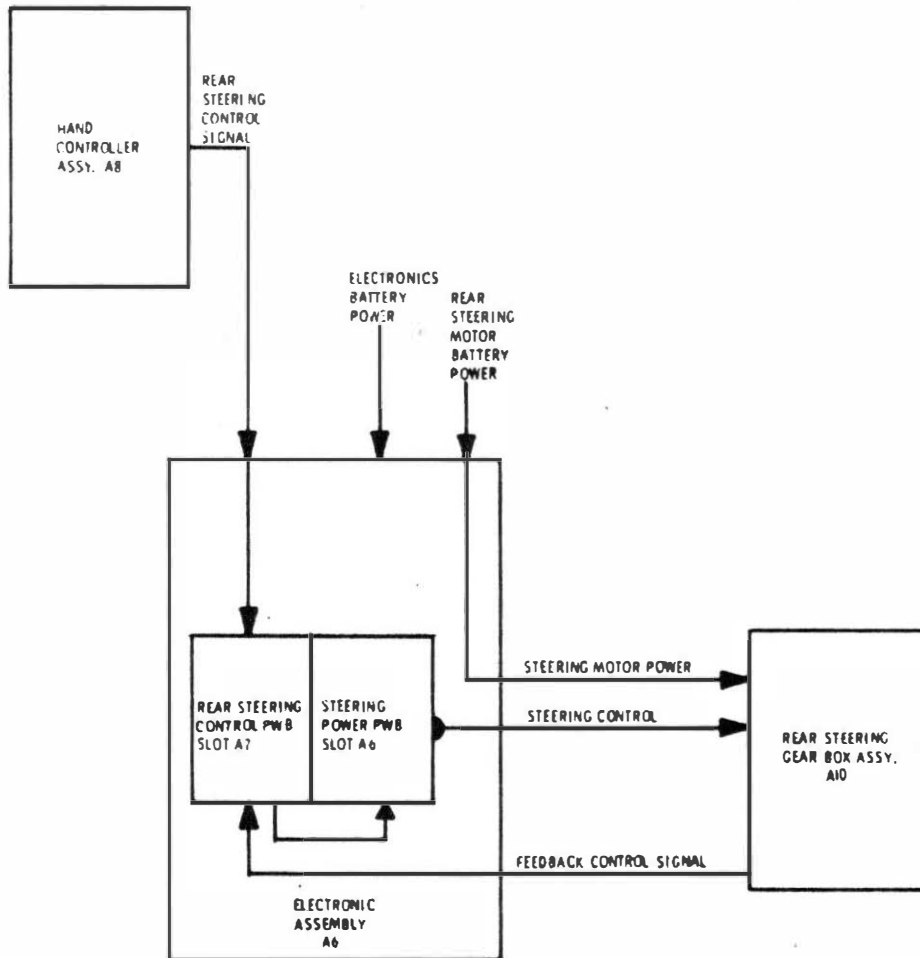 REAR
STEERING
CONTROL
SIGNAL
HAND
CONTROLLER
ASSY. A8
ELECTRONICS
BATTERY
POWER
REAR
STEERING
MOTOR
BATTERY
POWER
REAR STEERING
CONTROL PWB
SLOT A7
STEERING
POWER PWB
SLOT A6
STEERING MOTOR POWER
STEERING CONTROL
REAR STEERING
GEAR BOX ASSY.
A10
FEEDBACK CONTROL SIGNAL
ELECTRONIC
ASSEMBLY
A6